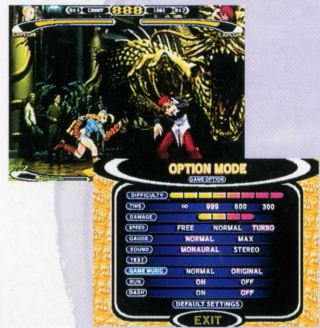 888
OPTION MODE
GAME OPTION
DIFFICULTY
TIME ∞ 999 600 300
DAMAGE
SPEED FREE NORMAL TURBO
GAUGE NORMAL MAX
SOUND MONAURAL STEREO
TEST
GAME MUSIC NORMAL ORIGINAL
RUN ON OFF
DASH ON OFF
DEFAULT SETTINGS
EXIT